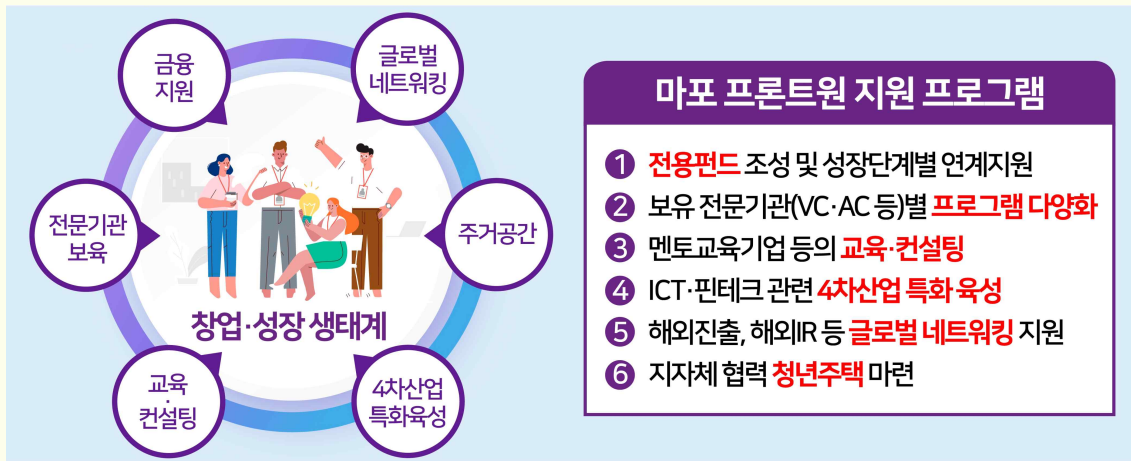 금융
지원
글로벌
네트워킹
전문기관
보육
주거공간
창업·성장 생태계
교육
·
컨설팅
4차산업
특화육성
마포 프론트원 지원 프로그램
1 전용펀드 조성 및 성장단계별 연계지원
2 보유 전문기관(VC·AC 등)별 프로그램 다양화
3 멘토교육기업 등의 교육·컨설팅
4 ICT·핀테크 관련 4차산업 특화 육성
5 해외진출, 해외IR 등 글로벌 네트워킹 지원
6 지자체 협력 청년주택 마련